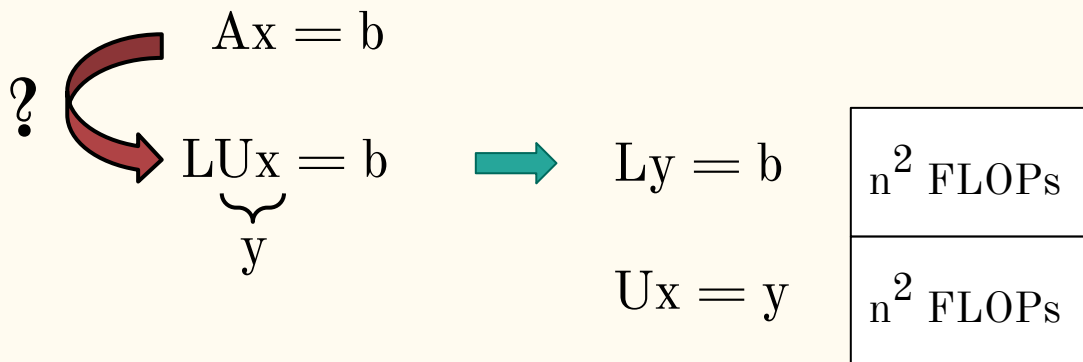 Ax = b
?
LUx = b
y
Ly = b
n² FLOPs
Ux = y
n² FLOPs